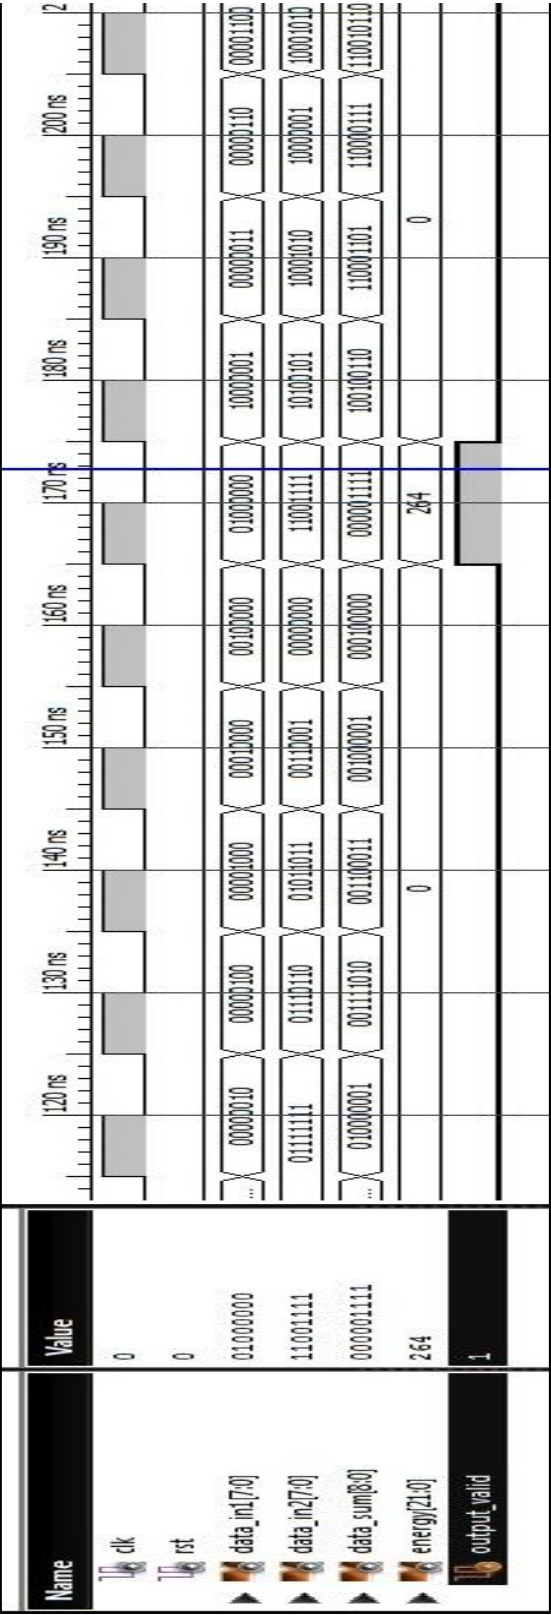 Name Value 120 ns 130 ns 140 ns 150 ns 160 ns 170 ns 180 ns 190 ns 200 ns 2
clk 0
rst 0
data_in1[7:0] 01000000 ... 00000010 00000100 00001000 00010000 00100000 01000000 10000001 00000011 00000110 00001100
data_in2[7:0] 11001111 01111111 01110110 01011011 00110001 00000000 11001111 10100101 10001010 10000001 10001010
data_sum[8:0] 000001111 ... 010000001 001111010 001100011 001000001 000100000 000001111 100100110 110001101 110000111 110010110
energy[21:0] 264 0 264 0
output_valid 1